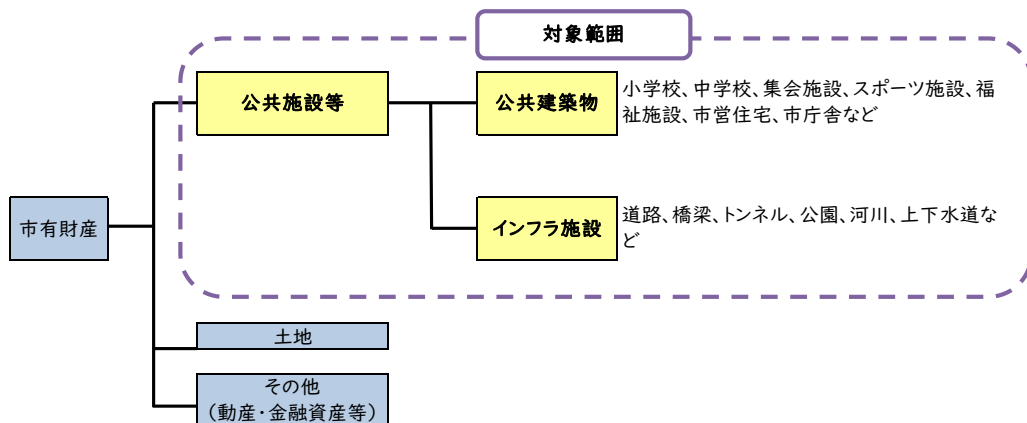 対象範囲
公共施設等
公共建築物
小学校、中学校、集会施設、スポーツ施設、福
祉施設、市営住宅、市庁舎など
市有財産
インフラ施設
道路、橋梁、トンネル、公園、河川、上下水道な
ど
土地
その他
（動産・金融資産等）